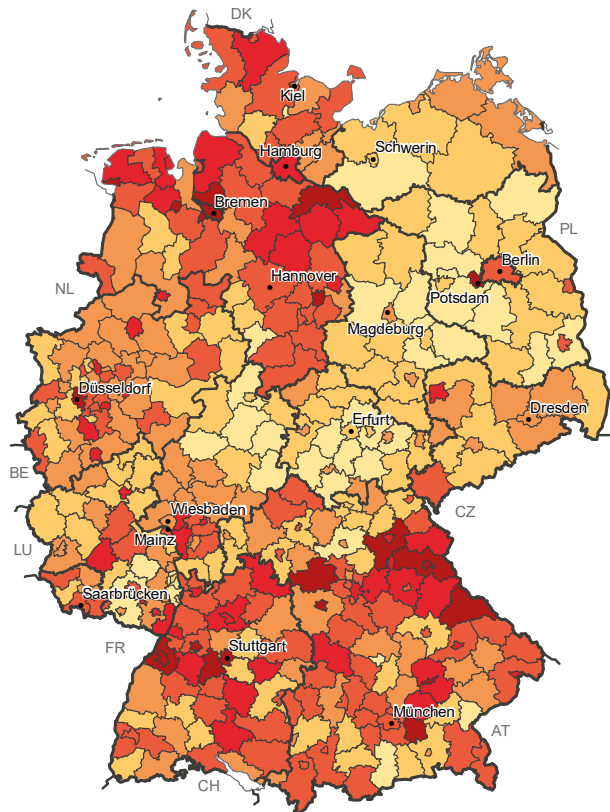 DK
Kiel
Schwerin
Hamburg
Bremen
PL
Berlin
Hannover
NL
Potsdam
Magdeburg
Düsseldorf
Dresden
Erfurt
BE
Wiesbaden
CZ
Mainz
LU
Saarbrücken
FR
Stuttgart
München
AT
CH